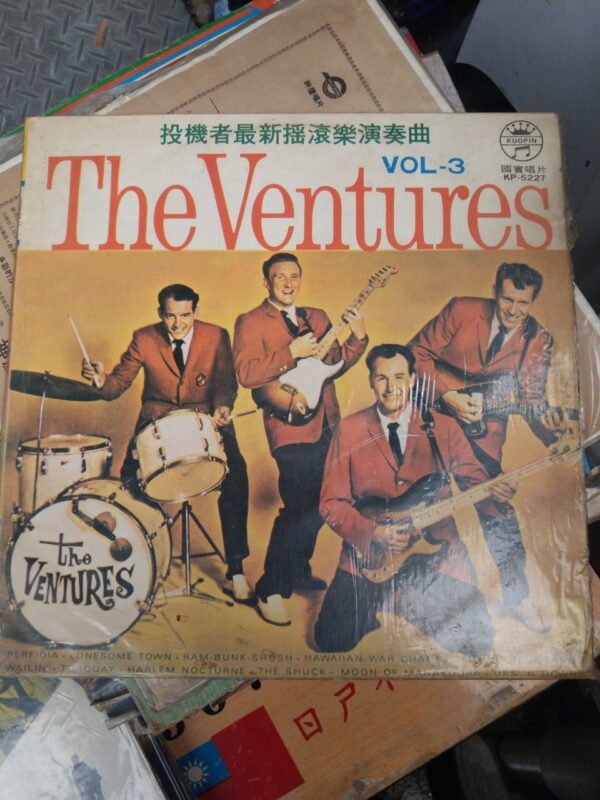 投機者最新摇滾樂演奏曲
KUOPIN
The Ventures
VOL-3
國賓唱片
KP-5227
the
VENTURES
PERFIDIA • LONESOME TOWN • RAM-BUNK-SHUSH • HAWAIIAN WAR CHANT
WAILIN' • TORQUAY • HARLEM NOCTURNE • THE SHUCK • MOON OF MANAKOORA